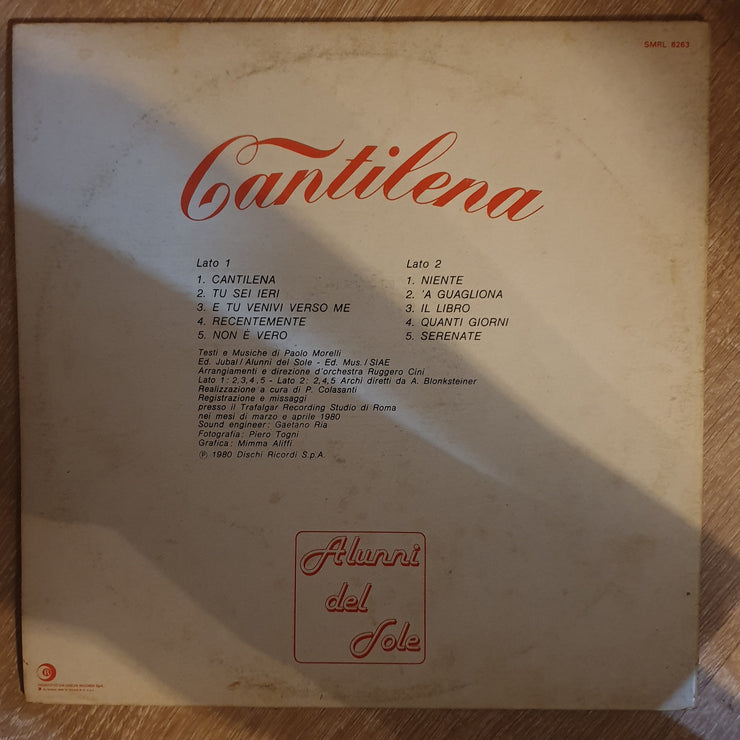 SMRL 6263
Cantilena
Lato 1
1. CANTILENA
2. TU SEI IERI
3. E TU VENIVI VERSO ME
4. RECENTEMENTE
5. NON È VERO
Lato 2
1. NIENTE
2. 'A GUAGLIONA
3. IL LIBRO
4. QUANTI GIORNI
5. SERENATE
Testi e Musiche di Paolo Morelli
Ed. Jubal/Alunni del Sole - Ed. Mus./SIAE
Arrangiamenti e direzione d'orchestra Ruggero Cini
Lato 1: 2,3,4,5 - Lato 2: 2,4,5 Archi diretti da A. Blonksteiner
Realizzazione a cura di P. Colasanti
Registrazione e missaggi
presso il Trafalgar Recording Studio di Roma
nei mesi di marzo e aprile 1980
Sound engineer: Gaetano Ria
Fotografia: Piero Togni
Grafica: Mimma Aliffi
℗ 1980 Dischi Ricordi S.p.A.
Alunni
del
Sole
R